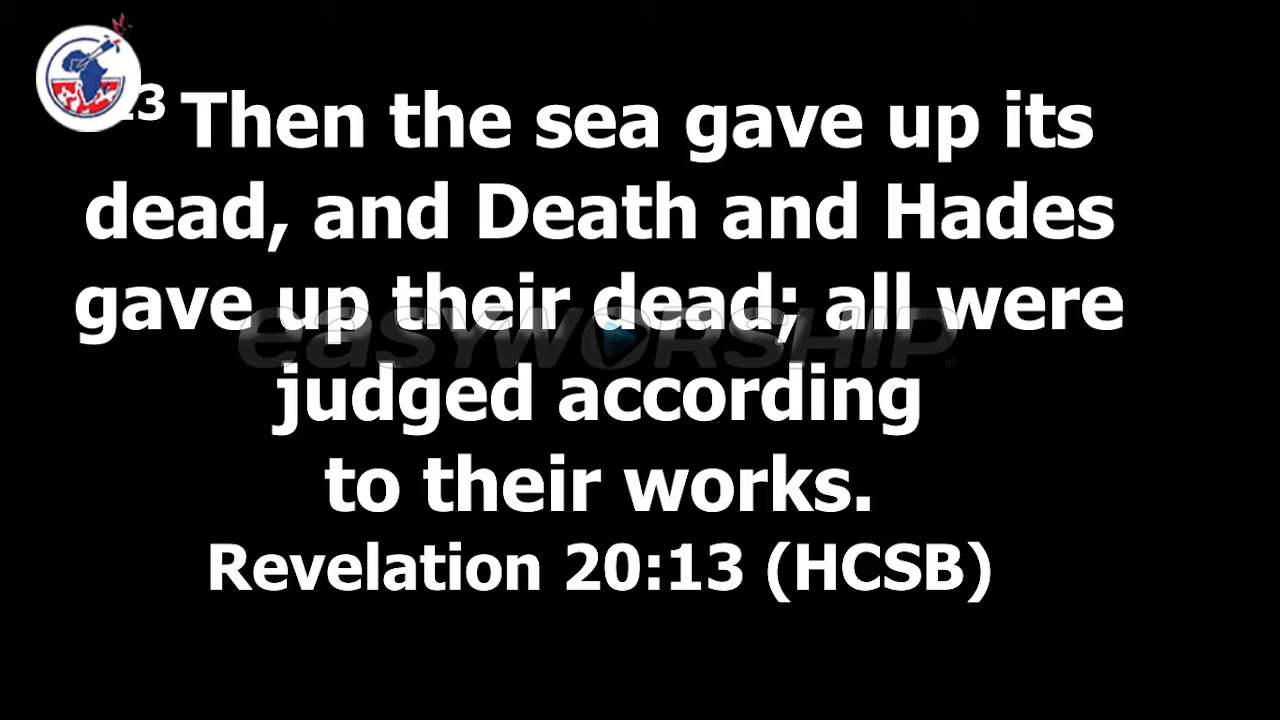 13 Then the sea gave up its
dead, and Death and Hades
gave up their dead; all were
judged according
to their works.
Revelation 20:13 (HCSB)
easyworship